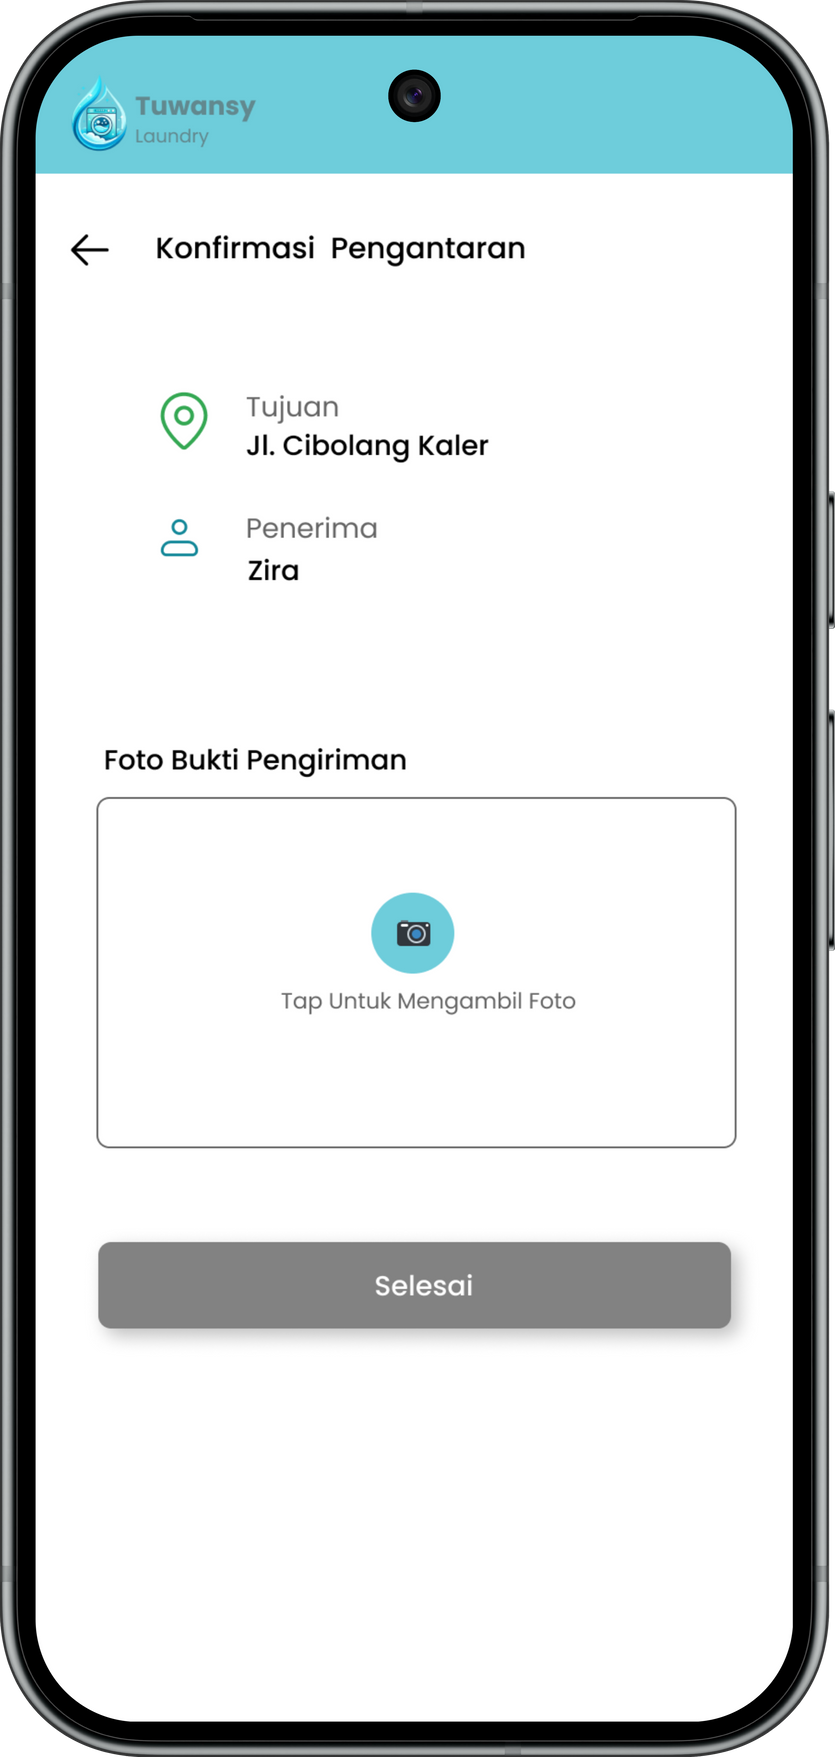 Tuwansy
Laundry
Konfirmasi Pengantaran
Tujuan
Jl. Cibolang Kaler
Penerima
Zira
Foto Bukti Pengiriman
Tap Untuk Mengambil Foto
Selesai